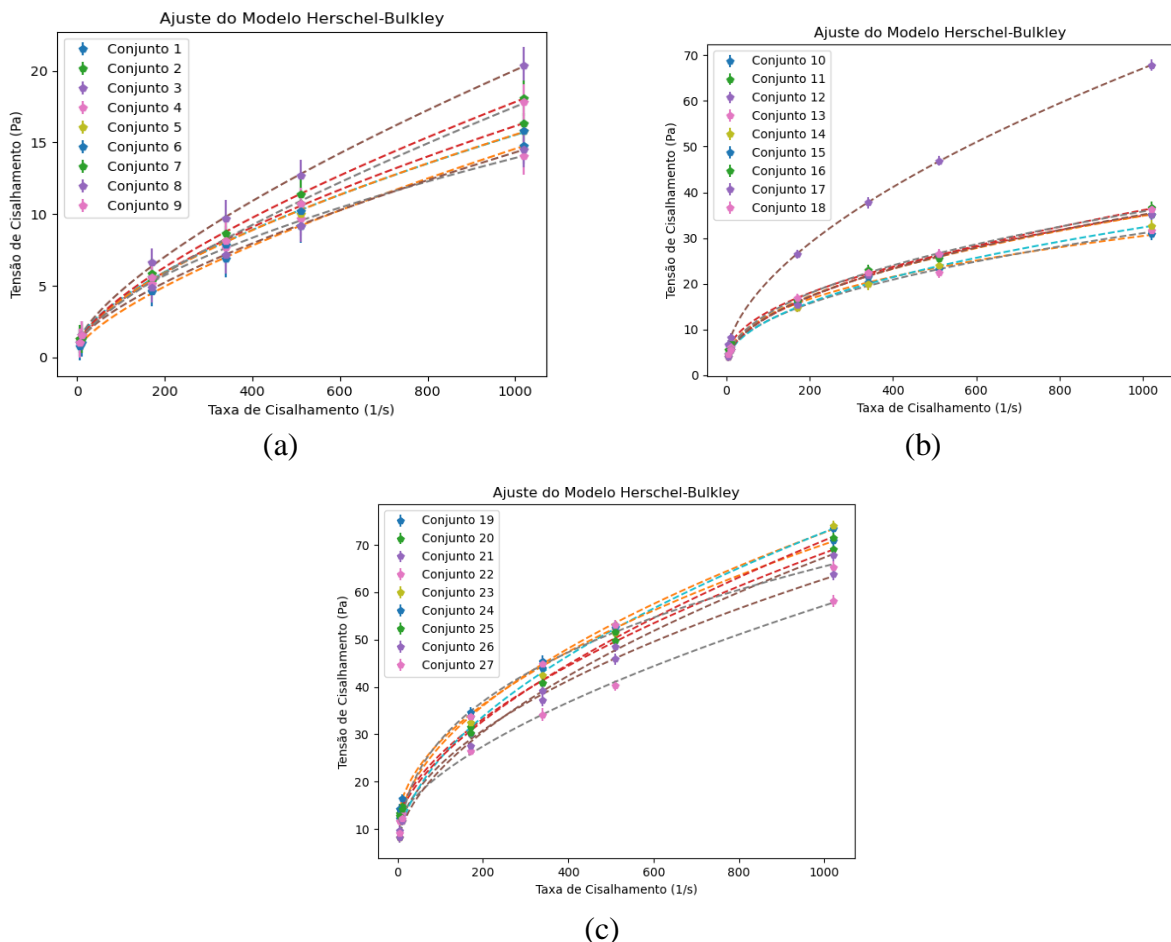 Ajuste do Modelo Herschel-Bulkley
Conjunto 1
Conjunto 2
Conjunto 3
Conjunto 4
Conjunto 5
Conjunto 6
Conjunto 7
Conjunto 8
Conjunto 9
Tensão de Cisalhamento (Pa)
20
15
10
5
0
0 200 400 600 800 1000
Taxa de Cisalhamento (1/s)
(a)
Ajuste do Modelo Herschel-Bulkley
Conjunto 10
Conjunto 11
Conjunto 12
Conjunto 13
Conjunto 14
Conjunto 15
Conjunto 16
Conjunto 17
Conjunto 18
Tensão de Cisalhamento (Pa)
70
60
50
40
30
20
10
0
0 200 400 600 800 1000
Taxa de Cisalhamento (1/s)
(b)
Ajuste do Modelo Herschel-Bulkley
Conjunto 19
Conjunto 20
Conjunto 21
Conjunto 22
Conjunto 23
Conjunto 24
Conjunto 25
Conjunto 26
Conjunto 27
Tensão de Cisalhamento (Pa)
70
60
50
40
30
20
10
0 200 400 600 800 1000
Taxa de Cisalhamento (1/s)
(c)